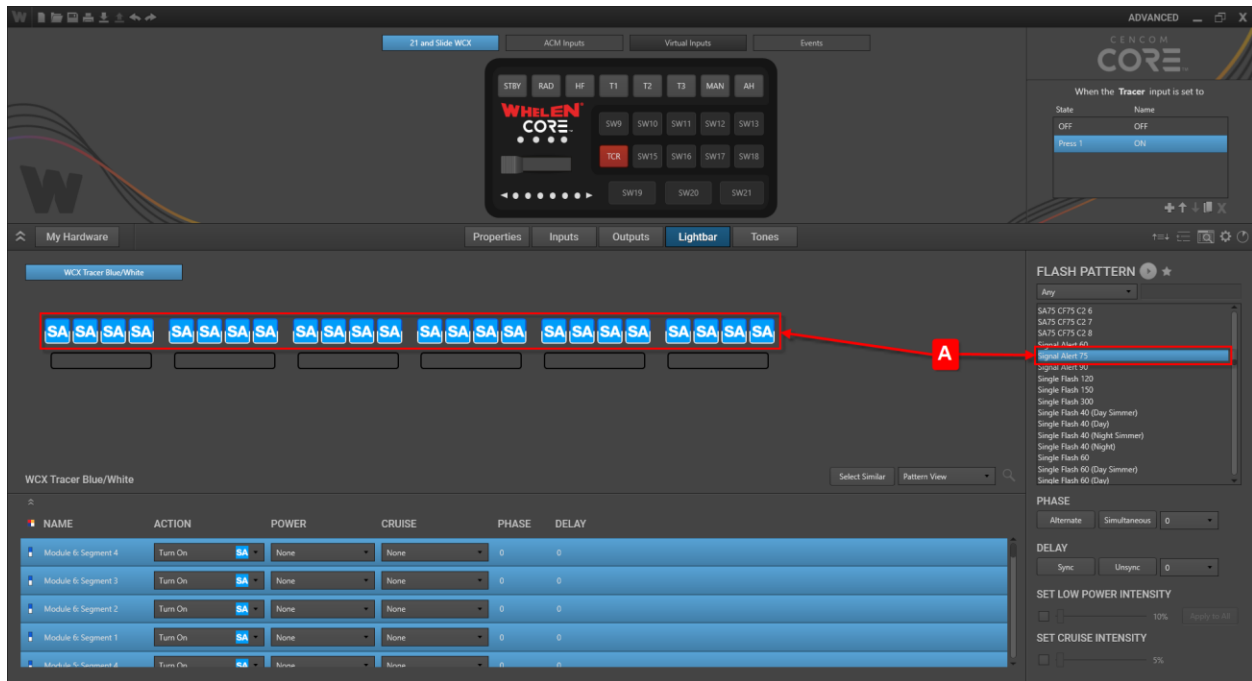 ADVANCED
21 and Slide WCX
ACM Inputs
Virtual Inputs
Events
CENCOM
CORE
When the Tracer input is set to
State Name
OFF OFF
Press 1 ON
STBY RAD HF T1 T2 T3 MAN AH
WHELEN
CORE
SW9 SW10 SW11 SW12 SW13
TCR SW15 SW16 SW17 SW18
SW19 SW20 SW21
My Hardware
Properties
Inputs
Outputs
Lightbar
Tones
WCX Tracer Blue/White
SA SA SA SA SA SA SA SA SA SA SA SA SA SA SA SA SA SA SA SA SA SA SA SA
A
FLASH PATTERN
Any
SA75 CF75 C2 6
SA75 CF75 C2 7
SA75 CF75 C2 8
Signal Alert 60
Signal Alert 75
Signal Alert 90
Single Flash 120
Single Flash 150
Single Flash 300
Single Flash 40 (Day Simmer)
Single Flash 40 (Day)
Single Flash 40 (Night Simmer)
Single Flash 40 (Night)
Single Flash 60
Single Flash 60 (Day Simmer)
Single Flash 60 (Day)
WCX Tracer Blue/White
Select Similar
Pattern View
NAME ACTION POWER CRUISE PHASE DELAY
Module 6: Segment 4 Turn On SA None None 0 0
Module 6: Segment 3 Turn On SA None None 0 0
Module 6: Segment 2 Turn On SA None None 0 0
Module 6: Segment 1 Turn On SA None None 0 0
Module 5: Segment 4 Turn On SA None None 0 0
PHASE
Alternate Simultaneous 0
DELAY
Sync Unsync 0
SET LOW POWER INTENSITY
10% Apply to All
SET CRUISE INTENSITY
5%